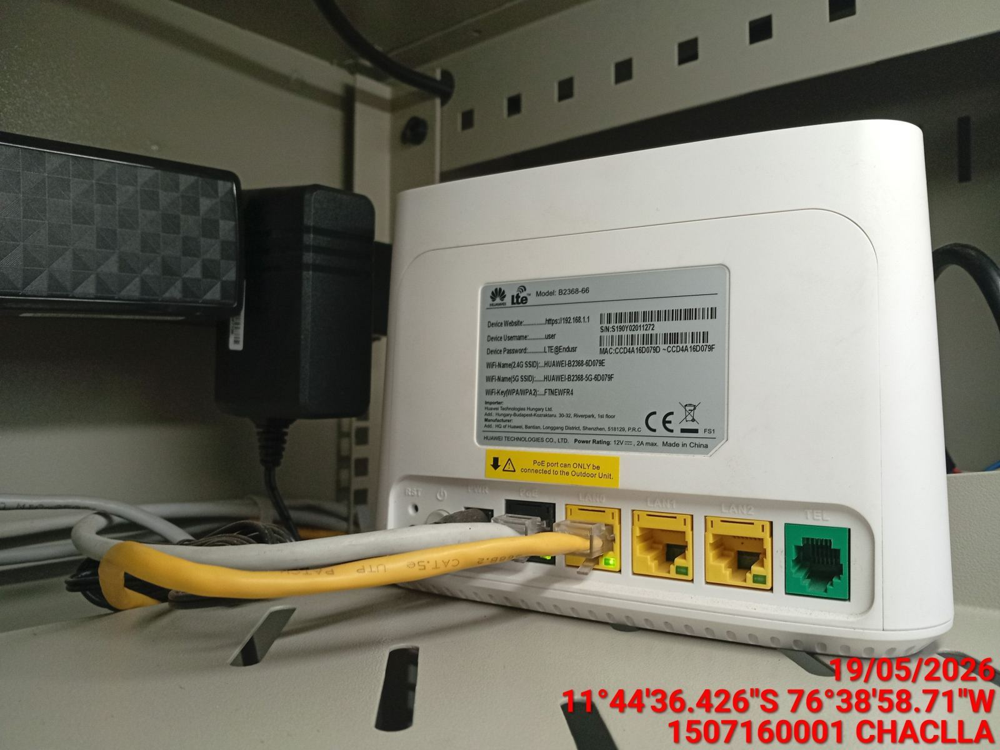 HUAWEI Lte™ Model: B2368-66
Device Website:...............https://192.168.1.1
S/N:S190Y02011272
Device Username:...........user
Device Password:.......LTE@Endusr
MAC:CCD4A16D079D ~CCD4A16D079F
WiFi-Name(2.4G SSID):...HUAWEI-B2368-6D079E
WiFi-Name(5G SSID):......HUAWEI-B2368-5G-6D079F
WiFi-Key(WPA/WPA2):....FTNEWFR4
Importer:
Huawei Technologies Hungary Ltd.
Add.: Hungary-Budapest-Kozraktaru. 30-32, Riverpark, 1st floor
Manufacturer:
Add.: HQ of Huawei, Bantian, Longgang District, Shenzhen, 518129, P.R.C
CE
FS1
HUAWEI TECHNOLOGIES CO., LTD. Power Rating: 12V⎓, 2A max. Made in China
PoE port can ONLY be
connected to the Outdoor Unit.
RST PWR PoE LAN0 LAN1 LAN2 TEL
UTP PATCH CAT.5e 568B.2
19/05/2026
11°44'36.426"S 76°38'58.71"W
1507160001 CHACLLA